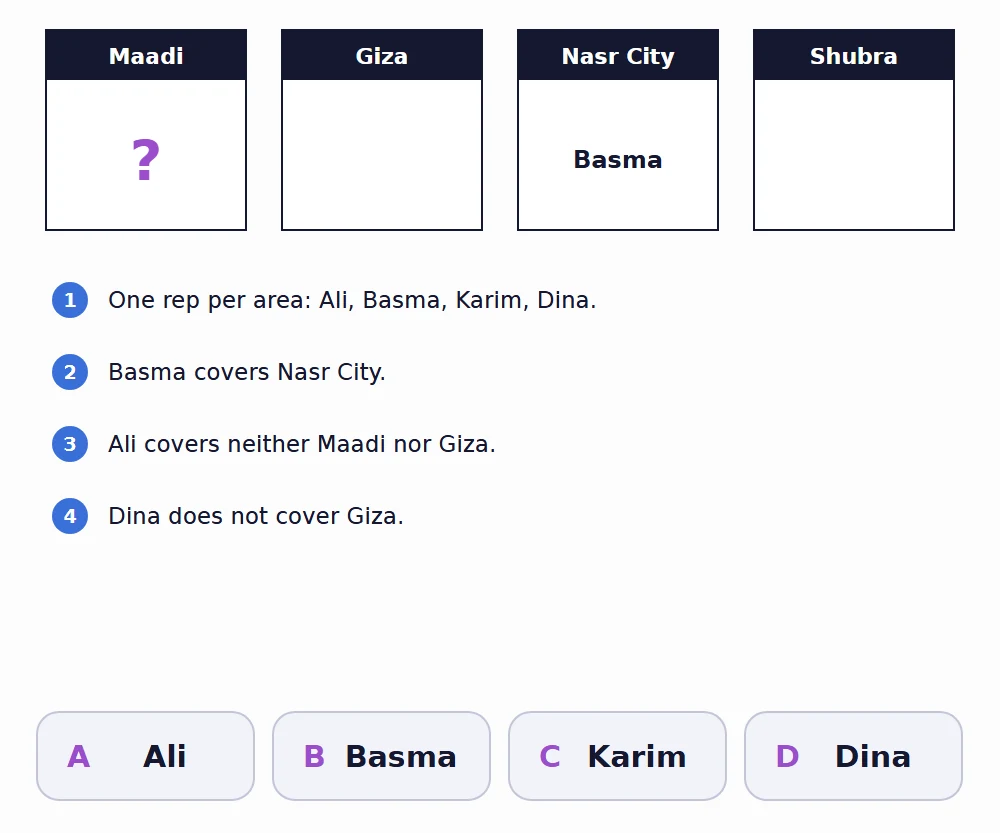 Maadi Giza Nasr City Shubra
? Basma
1 One rep per area: Ali, Basma, Karim, Dina.
2 Basma covers Nasr City.
3 Ali covers neither Maadi nor Giza.
4 Dina does not cover Giza.
A Ali B Basma C Karim D Dina